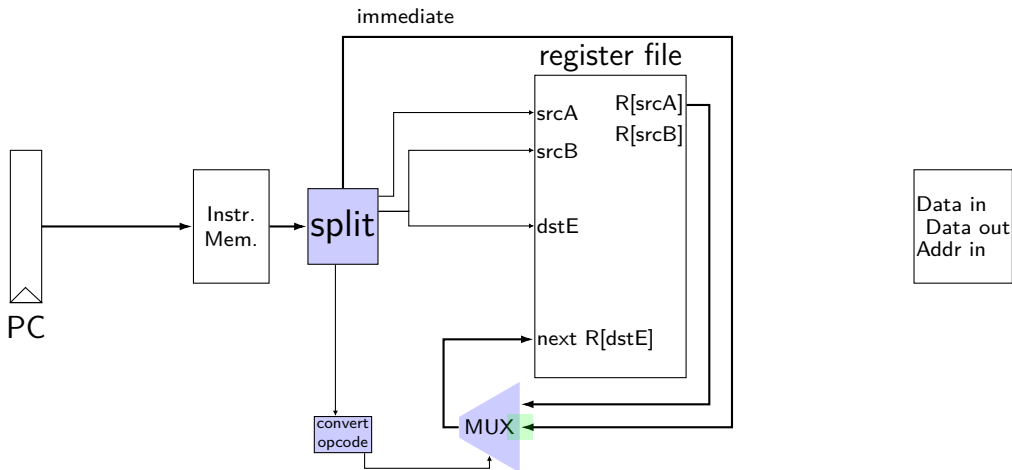 immediate
register file
srcA
R[srcA]
srcB
R[srcB]
Instr.
Mem.
split
dstE
Data in
Data out
Addr in
PC
next R[dstE]
convert
opcode
MUX